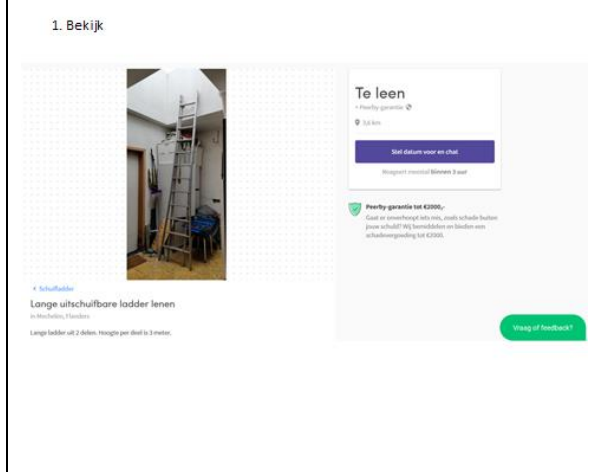 1. Bekijk
Te leen
+ Peerby-garantie
3,6 km
Stel datum voor en chat
Reageert meestal binnen 3 uur
Peerby-garantie tot €2000,-
Gaat er onverhoopt iets mis, zoals schade buiten
jouw schuld? Wij bemiddelen en bieden een
schadevergoeding tot €2000.
< Schuifladder
Lange uitschuifbare ladder lenen
in Mechelen, Flanders
Lange ladder uit 2 delen. Hoogte per deel is 3 meter.
Vraag of feedback?